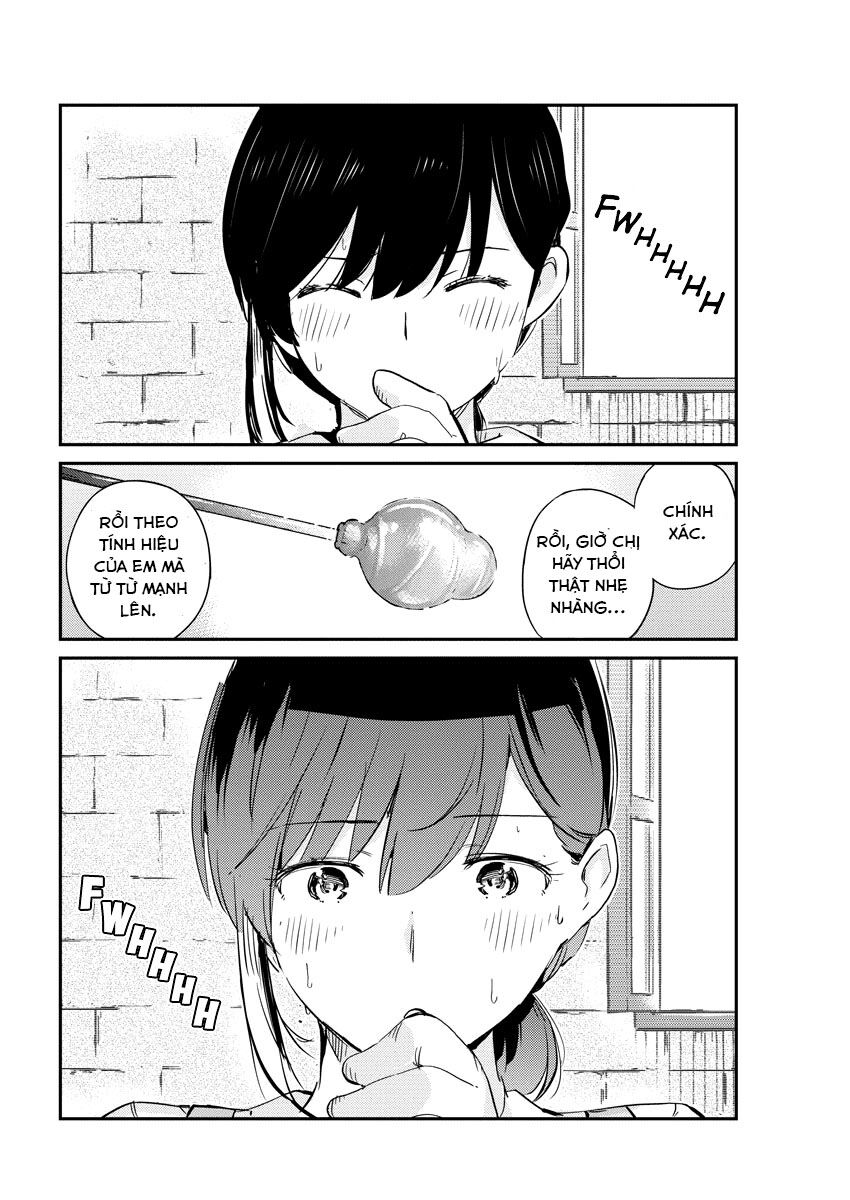 FWHHHHH
CHÍNH
XÁC.
RỒI, GIỜ CHỊ
HÃY THỔI
THẬT NHẸ
NHÀNG...
RỒI THEO
TÍNH HIỆU
CỦA EM MÀ
TỪ TỪ MẠNH
LÊN.
FWHHHHH